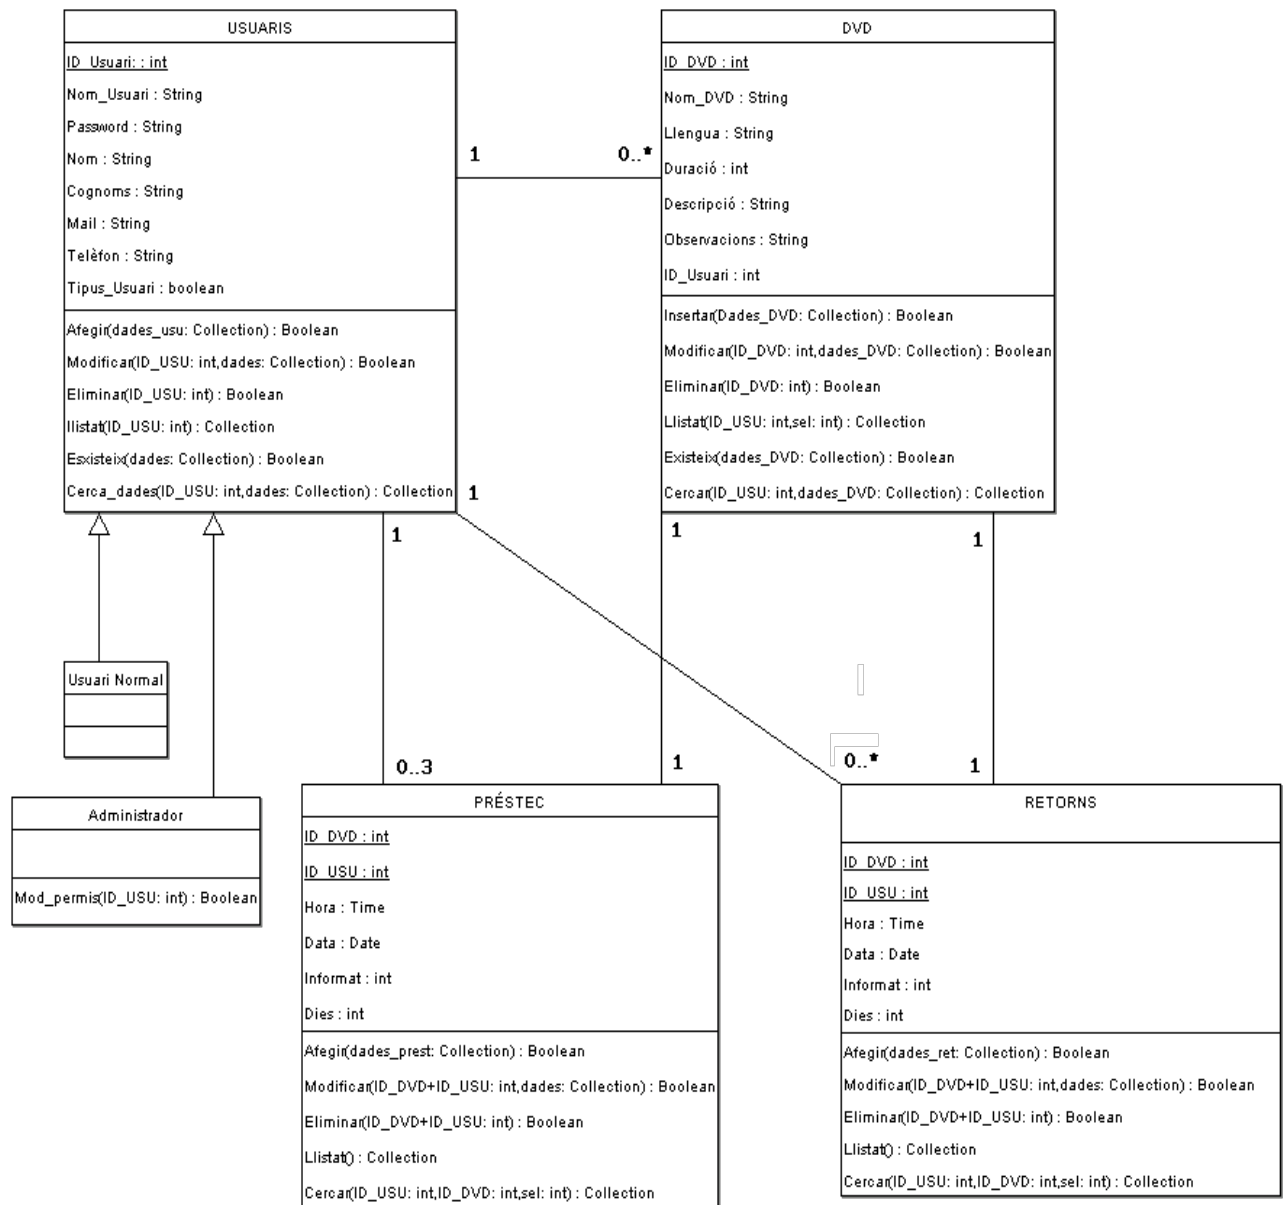 USUARIS
ID_Usuari: : int
Nom_Usuari : String
Password : String
Nom : String
Cognoms : String
Mail : String
Telèfon : String
Tipus_Usuari : boolean
Afegir(dades_usu: Collection) : Boolean
Modificar(ID_USU: int,dades: Collection) : Boolean
Eliminar(ID_USU: int) : Boolean
llistat(ID_USU: int) : Collection
Esxisteix(dades: Collection) : Boolean
Cerca_dades(ID_USU: int,dades: Collection) : Collection
1
0..*
DVD
ID_DVD : int
Nom_DVD : String
Llengua : String
Duració : int
Descripció : String
Observacions : String
ID_Usuari : int
Insertar(Dades_DVD: Collection) : Boolean
Modificar(ID_DVD: int,dades_DVD: Collection) : Boolean
Eliminar(ID_DVD: int) : Boolean
Llistat(ID_USU: int,sel: int) : Collection
Existeix(dades_DVD: Collection) : Boolean
Cercar(ID_USU: int,dades_DVD: Collection) : Collection
1
1
1
1
Usuari Normal
0..3
1
0..*
1
Administrador
Mod_permis(ID_USU: int) : Boolean
PRÉSTEC
ID_DVD : int
ID_USU : int
Hora : Time
Data : Date
Informat : int
Dies : int
Afegir(dades_prest: Collection) : Boolean
Modificar(ID_DVD+ID_USU: int,dades: Collection) : Boolean
Eliminar(ID_DVD+ID_USU: int) : Boolean
Llistat() : Collection
Cercar(ID_USU: int,ID_DVD: int,sel: int) : Collection
RETORNS
ID_DVD : int
ID_USU : int
Hora : Time
Data : Date
Informat : int
Dies : int
Afegir(dades_ret: Collection) : Boolean
Modificar(ID_DVD+ID_USU: int,dades: Collection) : Boolean
Eliminar(ID_DVD+ID_USU: int) : Boolean
Llistat() : Collection
Cercar(ID_USU: int,ID_DVD: int,sel: int) : Collection